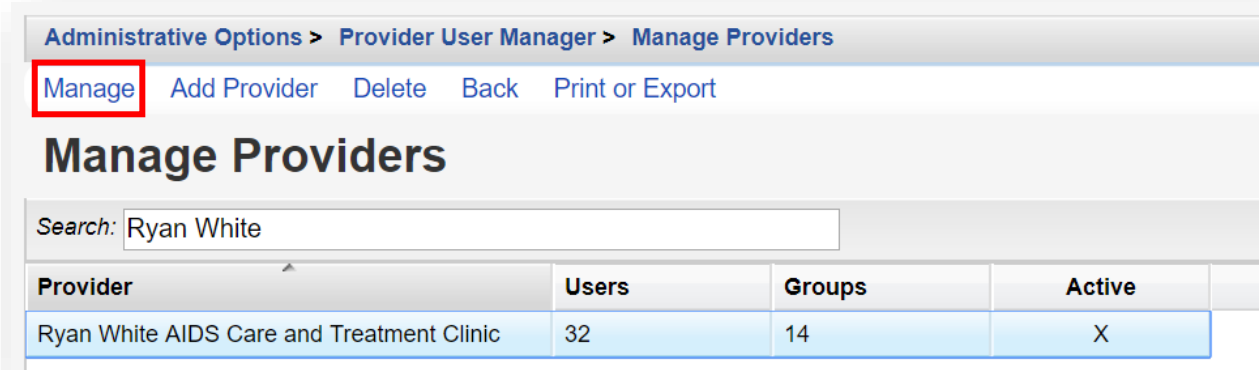 Administrative Options > Provider User Manager > Manage Providers
Manage Add Provider Delete Back Print or Export
Manage Providers
Search: Ryan White
Provider Users Groups Active
Ryan White AIDS Care and Treatment Clinic 32 14 X